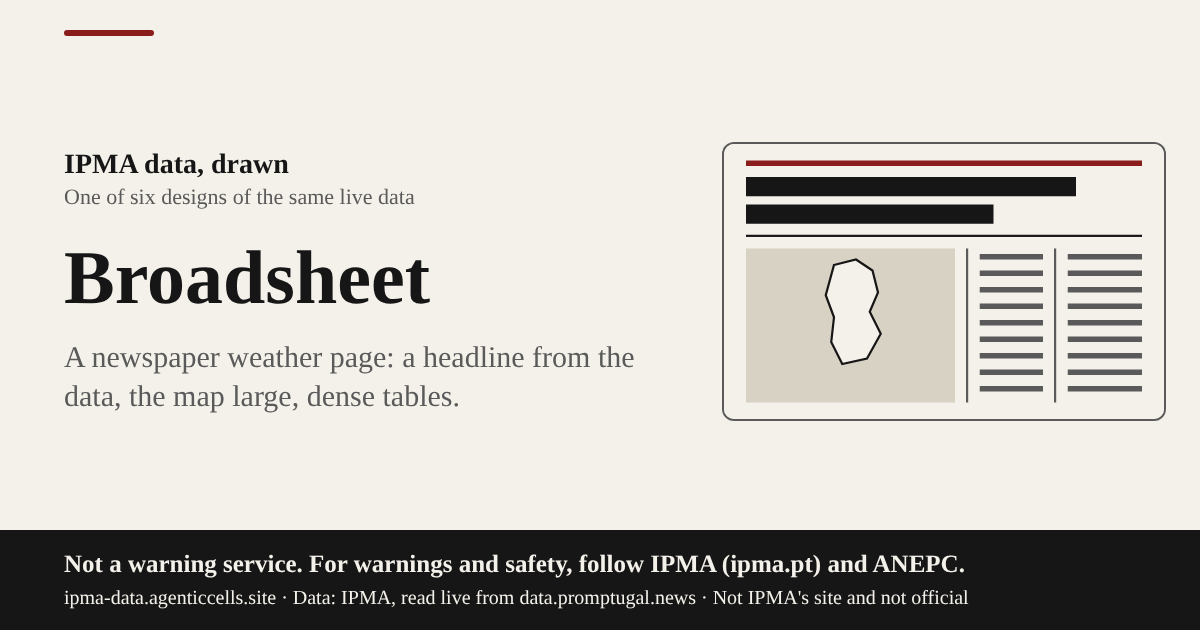 IPMA data, drawn
One of six designs of the same live data
Broadsheet
A newspaper weather page: a headline from the
data, the map large, dense tables.
Not a warning service. For warnings and safety, follow IPMA (ipma.pt) and ANEPC.
ipma-data.agenticcells.site · Data: IPMA, read live from data.promptugal.news · Not IPMA's site and not official